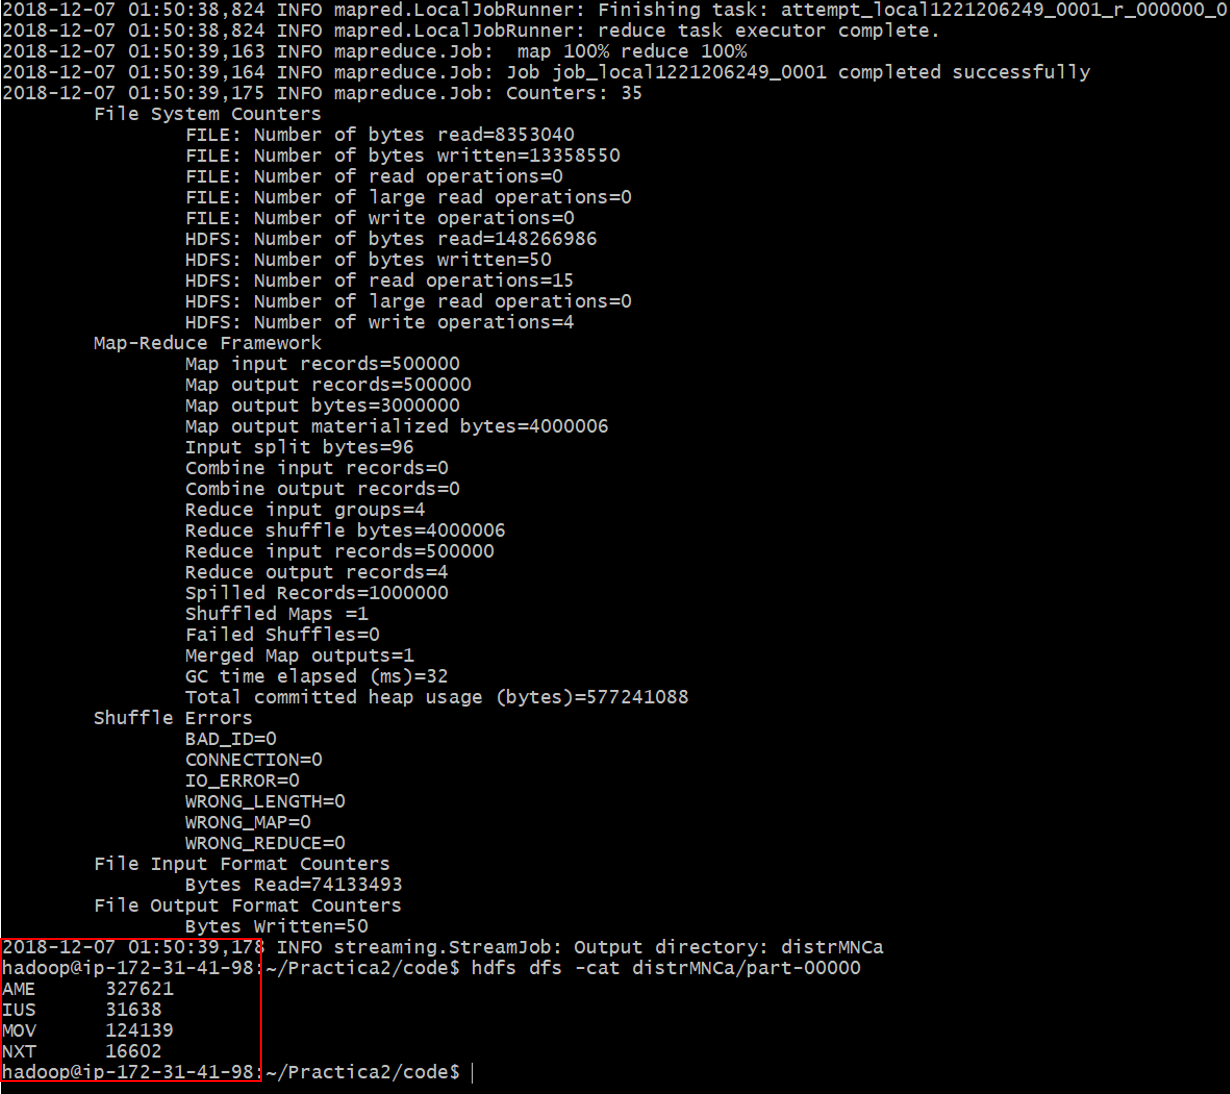 2018-12-07 01:50:38,824 INFO mapred.LocalJobRunner: Finishing task: attempt_local1221206249_0001_r_000000_0
2018-12-07 01:50:38,824 INFO mapred.LocalJobRunner: reduce task executor complete.
2018-12-07 01:50:39,163 INFO mapreduce.Job:  map 100% reduce 100%
2018-12-07 01:50:39,164 INFO mapreduce.Job: Job job_local1221206249_0001 completed successfully
2018-12-07 01:50:39,175 INFO mapreduce.Job: Counters: 35
File System Counters
FILE: Number of bytes read=8353040
FILE: Number of bytes written=13358550
FILE: Number of read operations=0
FILE: Number of large read operations=0
FILE: Number of write operations=0
HDFS: Number of bytes read=148266986
HDFS: Number of bytes written=50
HDFS: Number of read operations=15
HDFS: Number of large read operations=0
HDFS: Number of write operations=4
Map-Reduce Framework
Map input records=500000
Map output records=500000
Map output bytes=3000000
Map output materialized bytes=4000006
Input split bytes=96
Combine input records=0
Combine output records=0
Reduce input groups=4
Reduce shuffle bytes=4000006
Reduce input records=500000
Reduce output records=4
Spilled Records=1000000
Shuffled Maps =1
Failed Shuffles=0
Merged Map outputs=1
GC time elapsed (ms)=32
Total committed heap usage (bytes)=577241088
Shuffle Errors
BAD_ID=0
CONNECTION=0
IO_ERROR=0
WRONG_LENGTH=0
WRONG_MAP=0
WRONG_REDUCE=0
File Input Format Counters
Bytes Read=74133493
File Output Format Counters
Bytes Written=50
2018-12-07 01:50:39,178 INFO streaming.StreamJob: Output directory: distrMNCa
hadoop@ip-172-31-41-98:~/Practica2/code$ hdfs dfs -cat distrMNCa/part-00000
AME 327621
IUS 31638
MOV 124139
NXT 16602
hadoop@ip-172-31-41-98:~/Practica2/code$